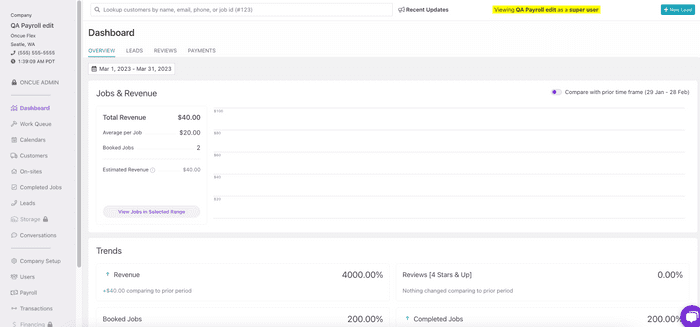 Company
QA Payroll edit
Oncue Flex
Seattle, WA
(555) 555-5555
1:39:09 AM PDT
ONCUE ADMIN
Dashboard
Work Queue
Calendars
Customers
On-sites
Completed Jobs
Leads
Storage
Conversations
Company Setup
Users
Payroll
Transactions
Financing
Lookup customers by name, email, phone, or job id (#123)
Recent Updates
Viewing QA Payroll edit as a super user
+ New Lead
Dashboard
OVERVIEW LEADS REVIEWS PAYMENTS
Mar 1, 2023 - Mar 31, 2023
Jobs & Revenue
Compare with prior time frame (29 Jan - 28 Feb)
Total Revenue $40.00
Average per Job $20.00
Booked Jobs 2
Estimated Revenue $40.00
View Jobs in Selected Range
$100
$80
$60
$40
$20
Trends
Revenue 4000.00%
+$40.00 comparing to prior period
Reviews [4 Stars & Up] 0.00%
Nothing changed comparing to prior period
Booked Jobs 200.00%
Completed Jobs 200.00%